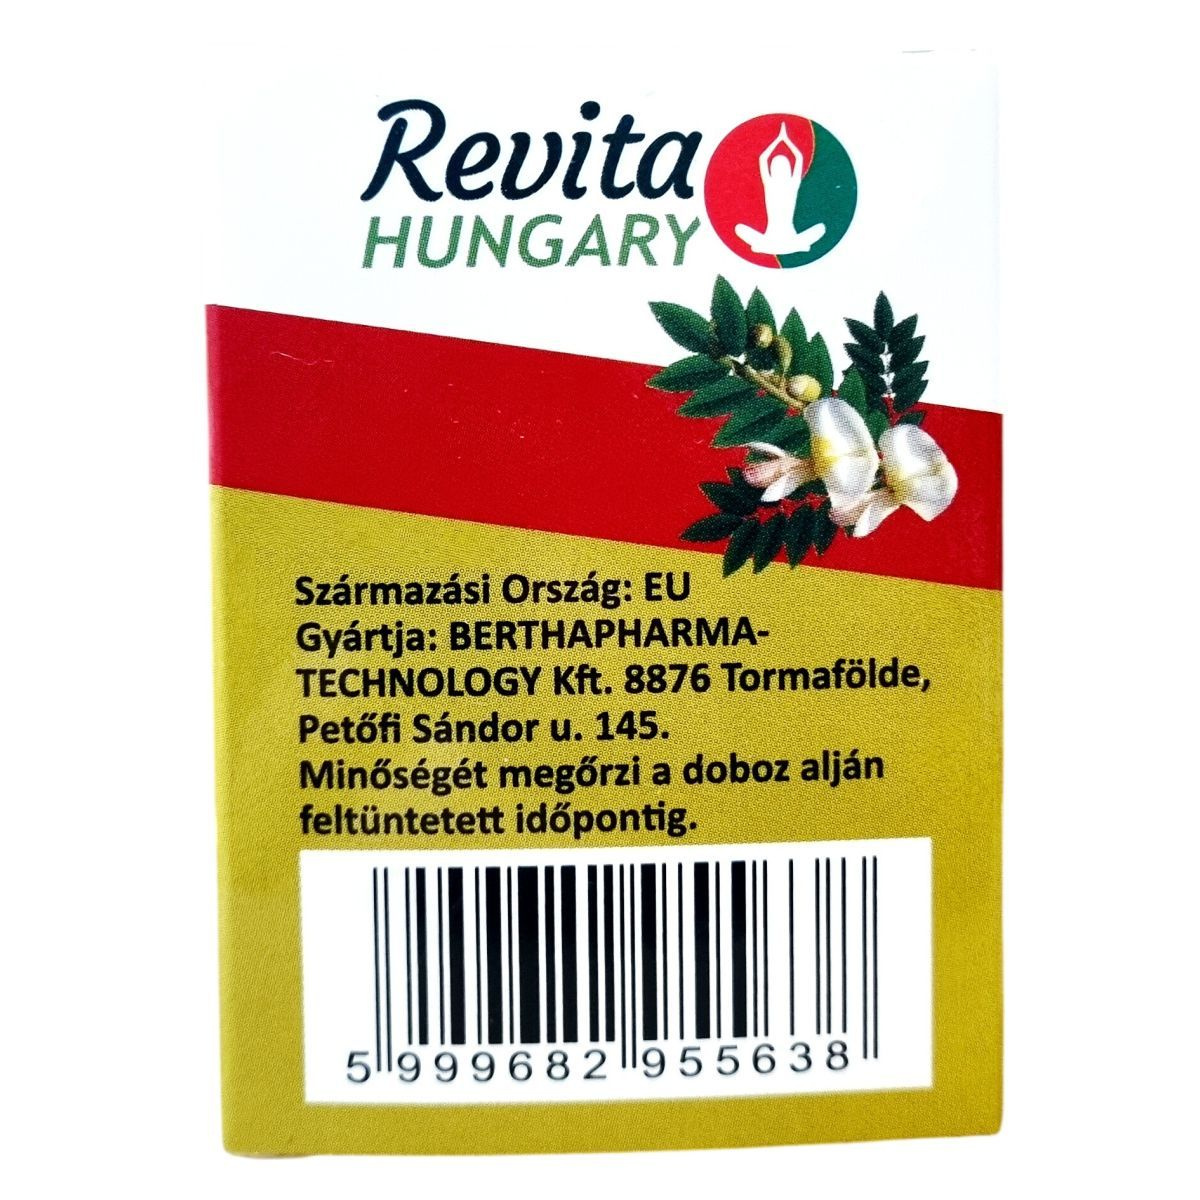 Revita
HUNGARY
Származási Ország: EU
Gyártja: BERTHAPHARMA-
TECHNOLOGY Kft. 8876 Tormafölde,
Petőfi Sándor u. 145.
Minőségét megőrzi a doboz alján
feltüntetett időpontig.
5 999682 955638